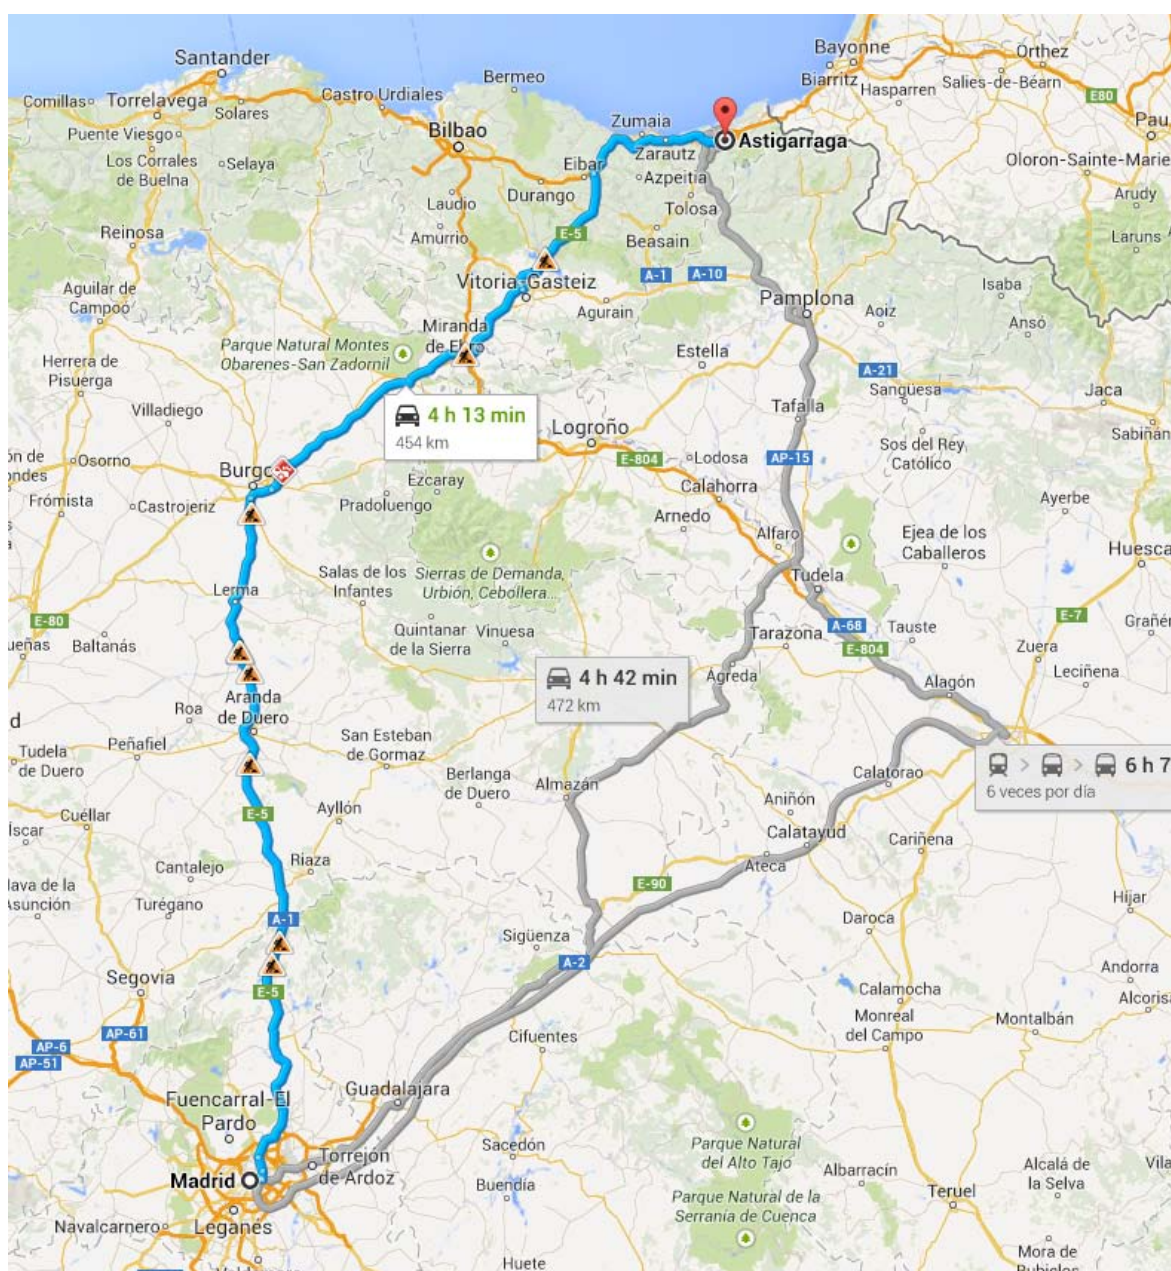 Santander
Bayonne
Orthez
Bermeo
Biarritz
Salies-de-Béarn
Hasparren
E80
Comillas
Torrelavega
Castro Urdiales
Solares
Zumaia
Pau
Puente Viesgo
Bilbao
Astigarraga
Los Corrales
de Buelna
Selaya
Eibar
Zarautz
Azpeitia
Oloron-Sainte-Marie
Durango
Arudy
Laudio
Tolosa
Reinosa
Amurrio
E-5
Beasain
Laruns
Vitoria-Gasteiz
A-1
A-10
Isaba
Aguilar de
Campoo
Agurain
Pamplona
Aoiz
Ansó
Miranda
de Ebro
Parque Natural Montes
Obarenes-San Zadornil
Estella
Herrera de
Pisuerga
A-21
Sangüesa
Jaca
Villadiego
4 h 13 min
454 km
Tafalla
Logroño
Sos del Rey
Católico
Sabiñán
Osorno
E-804
Lodosa
AP-15
Burgos
Ezcaray
Calahorra
Frómista
Castrojeriz
Pradoluengo
Arnedo
Ayerbe
Alfaro
Ejea de los
Caballeros
Huesca
Salas de los
Infantes
Sierras de Demanda,
Urbión, Cebollera...
Tudela
Lerma
E-80
E-7
Quintanar
de la Sierra
Vinuesa
Tarazona
A-68
Tauste
Baltanás
E-804
Zuera
4 h 42 min
472 km
Agreda
Leciñena
Alagón
Roa
Aranda
de Duero
San Esteban
de Gormaz
Peñafiel
Tudela
de Duero
Berlanga
de Duero
Almazán
Calatorao
6 h 7
6 veces por día
Cuéllar
E-5
Ayllón
Aniñón
Calatayud
Cariñena
Íscar
Riaza
Ateca
Cantalejo
E-90
Turégano
A-1
Híjar
Daroca
Sigüenza
A-2
Segovia
E-5
Andorra
Calamocha
Monreal
del Campo
Montalbán
AP-61
AP-6
AP-51
Cifuentes
Guadalajara
Fuencarral-El
Pardo
Parque Natural
del Alto Tajo
Sacedón
Torrejón
de Ardoz
Madrid
Buendía
Albarracín
Alcalá de
la Selva
Parque Natural de la
Serranía de Cuenca
Teruel
Navalcarnero
Leganés
Huete
Mora de